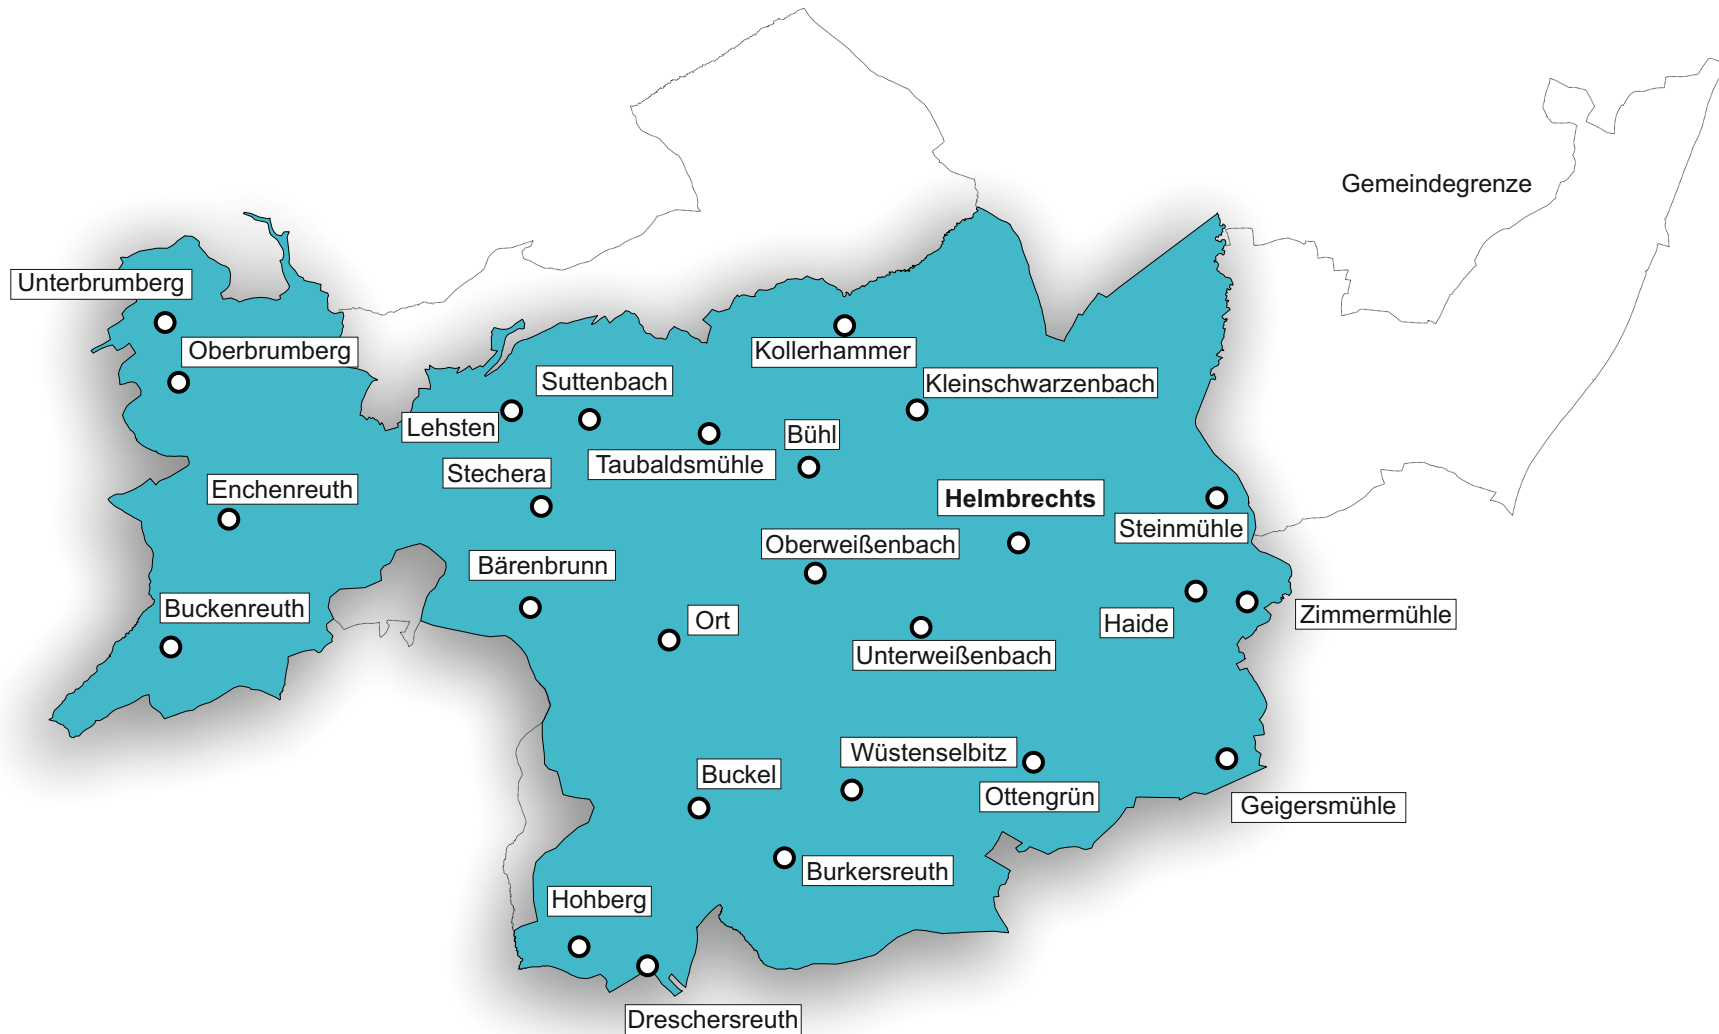 Gemeindegrenze
Unterbrumberg
Oberbrumberg
Kollerhammer
Suttenbach
Kleinschwarzenbach
Lehsten
Bühl
Taubaldsmühle
Stechera
Enchenreuth
Helmbrechts
Steinmühle
Oberweißenbach
Bärenbrunn
Buckenreuth
Ort
Haide
Zimmermühle
Unterweißenbach
Wüstenselbitz
Buckel
Ottengrün
Geigersmühle
Burkersreuth
Hohberg
Dreschersreuth